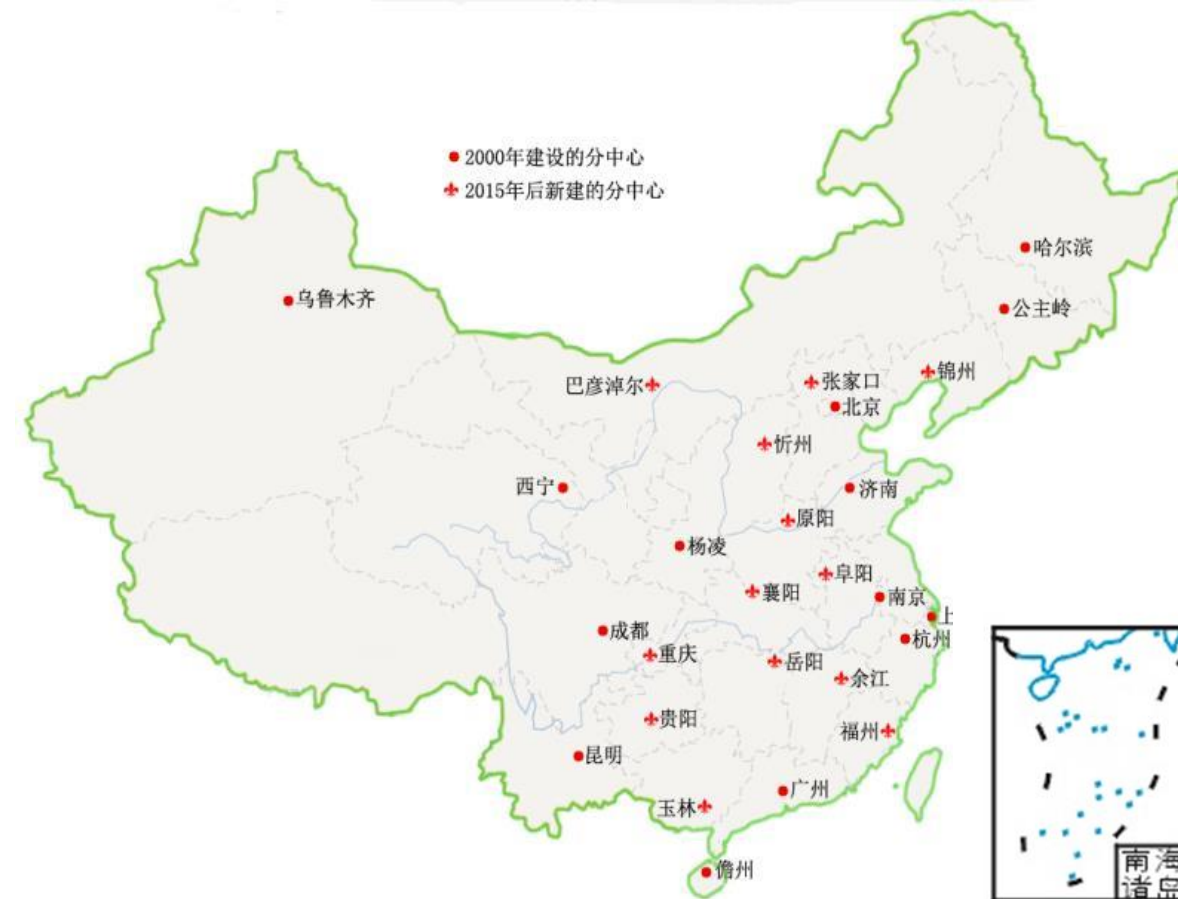 2000年建设的分中心
2015年后新建的分中心
哈尔滨
乌鲁木齐
公主岭
锦州
巴彦淖尔
张家口
北京
忻州
西宁
济南
原阳
杨凌
阜阳
襄阳
南京
上
成都
杭州
重庆
岳阳
余江
贵阳
福州
昆明
广州
玉林
儋州
南海
诸岛